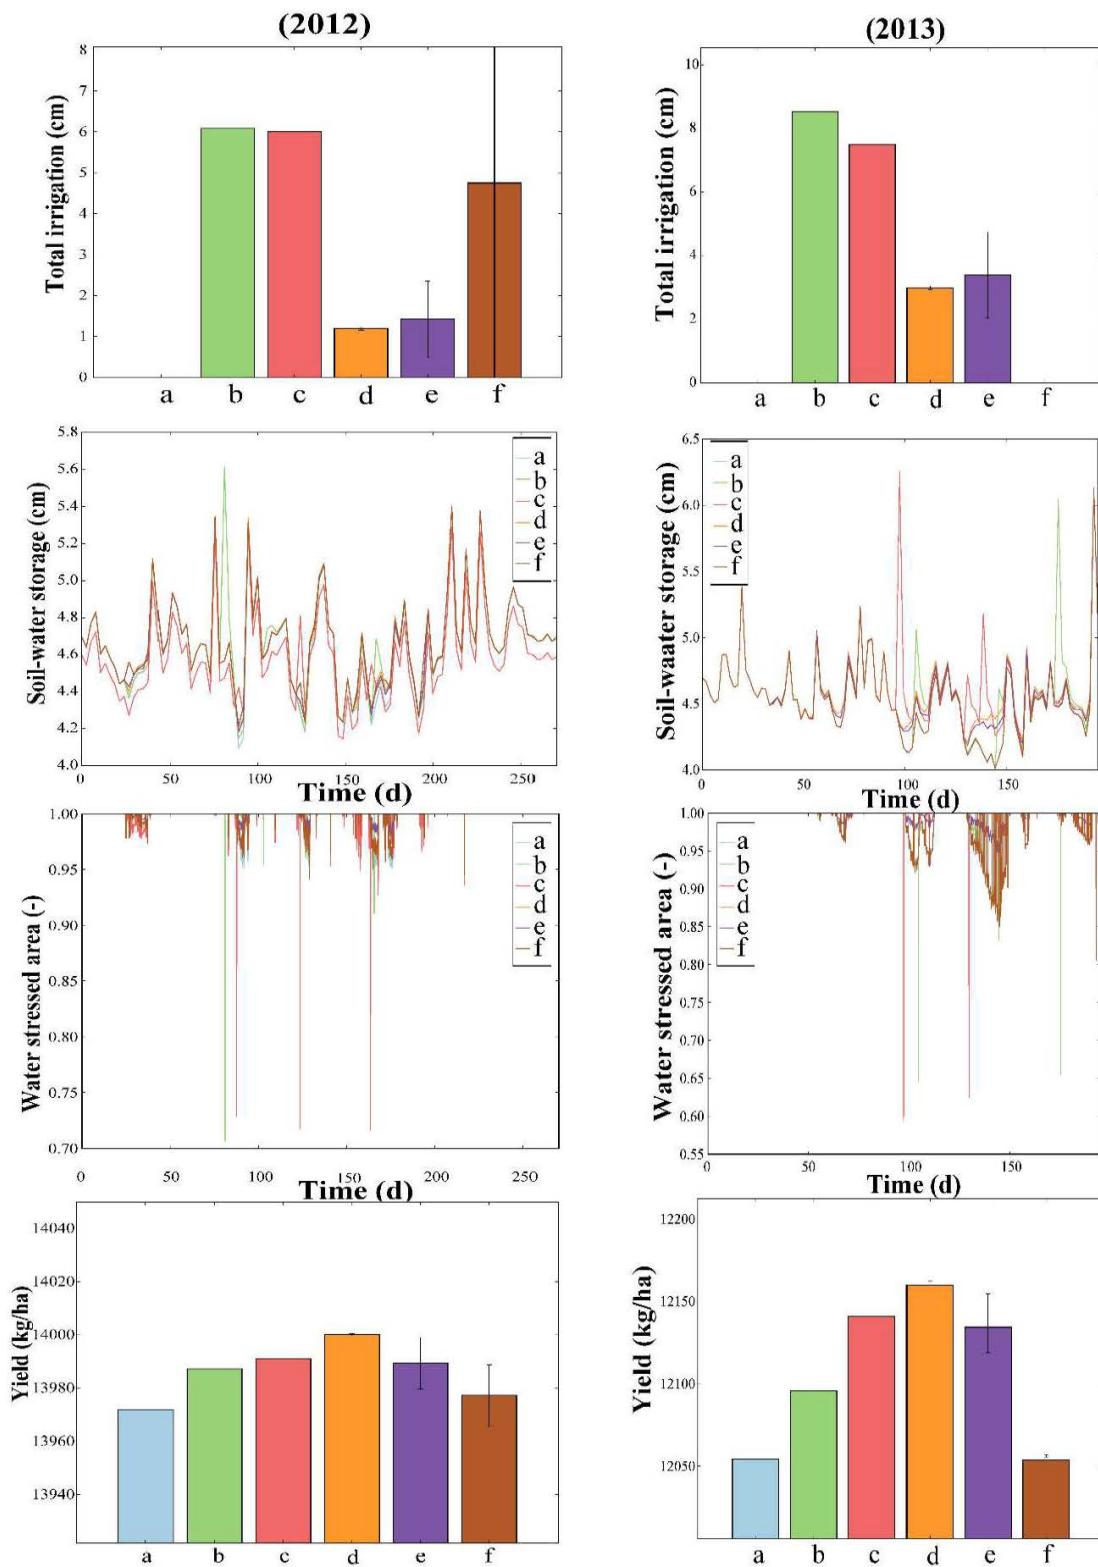 (2012)
(2013)
Total irrigation (cm)
8
7
6
5
4
3
2
1
0
a b c d e f
Total irrigation (cm)
10
8
6
4
2
0
a b c d e f
Soil-water storage (cm)
5.8
5.6
5.4
5.2
5.0
4.8
4.6
4.4
4.2
4.0
0 50 100 150 200 250
Time (d)
a
b
c
d
e
f
Soil-waater storage (cm)
6.5
6.0
5.5
5.0
4.5
4.0
0 50 100 150
Time (d)
a
b
c
d
e
f
Water stressed area (-)
1.00
0.95
0.90
0.85
0.80
0.75
0.70
0 50 100 150 200 250
Time (d)
a
b
c
d
e
f
Water stressed area (-)
1.00
0.95
0.90
0.85
0.80
0.75
0.70
0.65
0.60
0.55
0 50 100 150
Time (d)
a
b
c
d
e
f
Yield (kg/ha)
14040
14020
14000
13980
13960
13940
a b c d e f
Yield (kg/ha)
12200
12150
12100
12050
a b c d e f